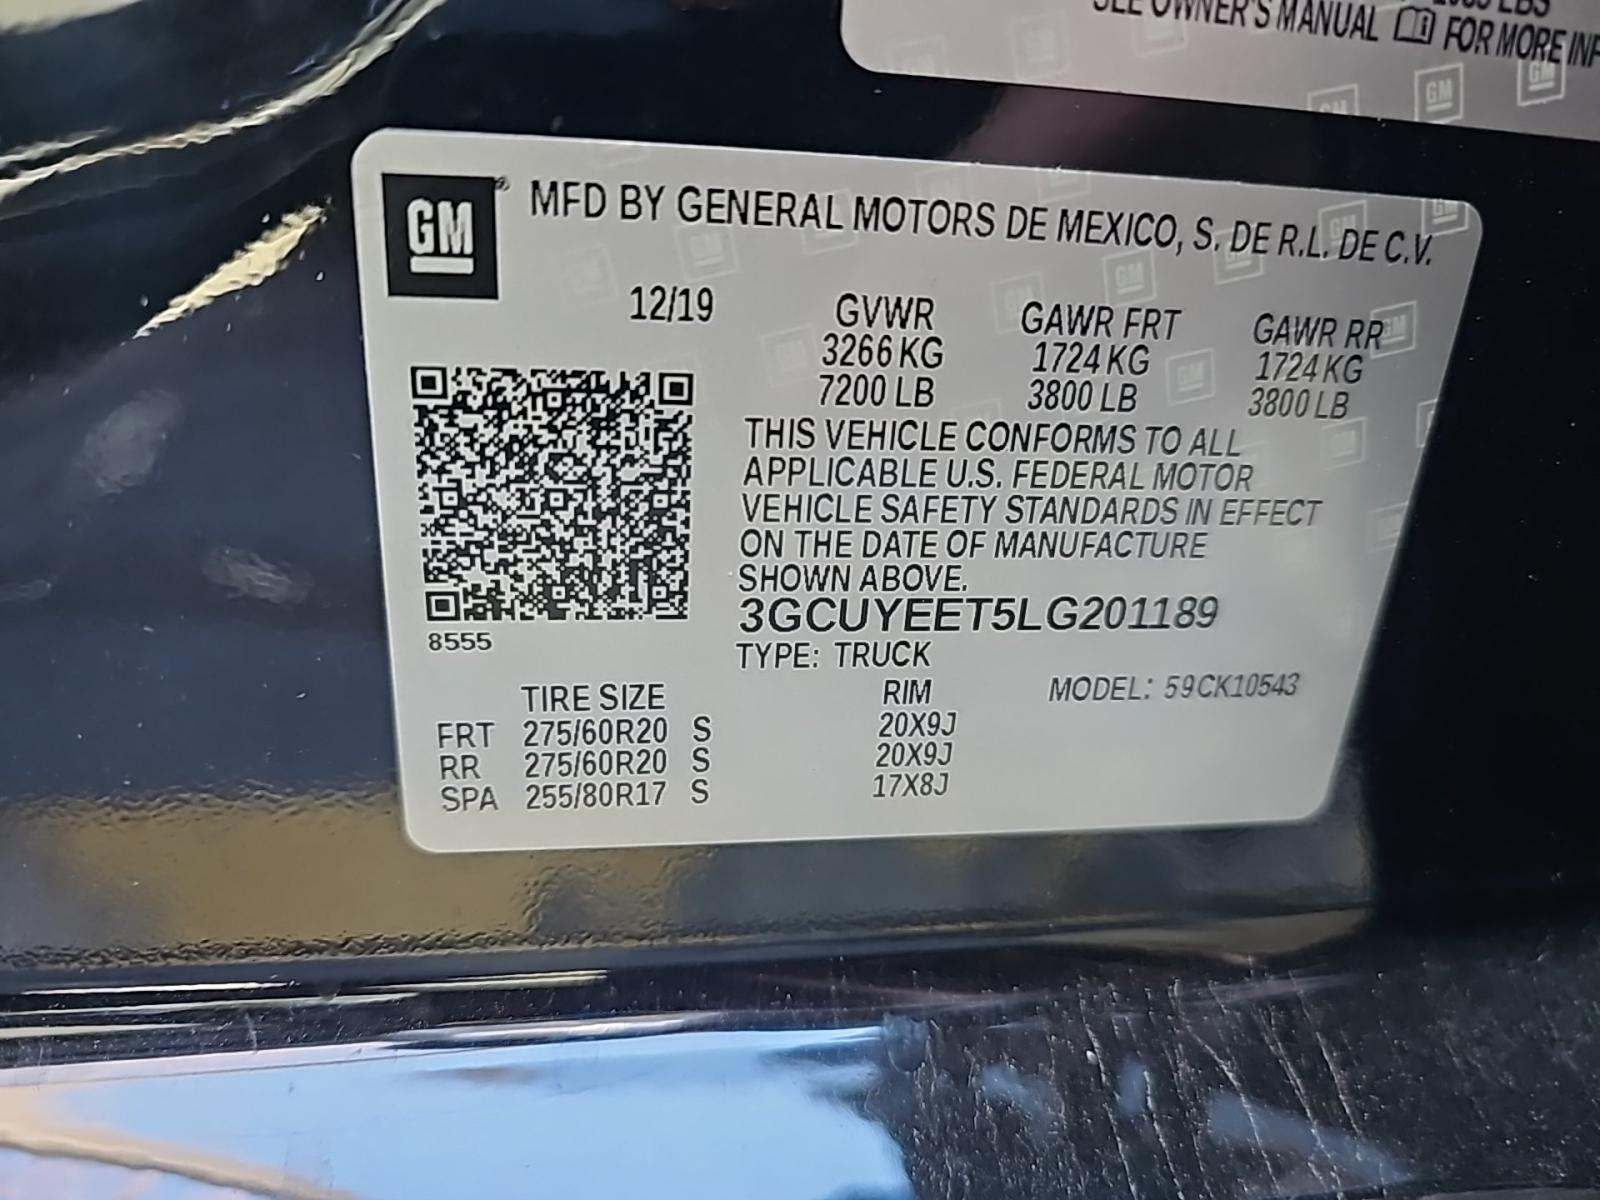 SEE OWNER'S MANUAL FOR MORE
GM
MFD BY GENERAL MOTORS DE MEXICO, S. DE R.L. DE C.V.
12/19
GVWR GAWR FRT GAWR RR
3266 KG 1724 KG 1724 KG
7200 LB 3800 LB 3800 LB
THIS VEHICLE CONFORMS TO ALL
APPLICABLE U.S. FEDERAL MOTOR
VEHICLE SAFETY STANDARDS IN EFFECT
ON THE DATE OF MANUFACTURE
SHOWN ABOVE.
3GCUYEET5LG201189
8555
TYPE: TRUCK
TIRE SIZE RIM MODEL: 59CK10543
FRT 275/60R20 S 20X9J
RR 275/60R20 S 20X9J
SPA 255/80R17 S 17X8J